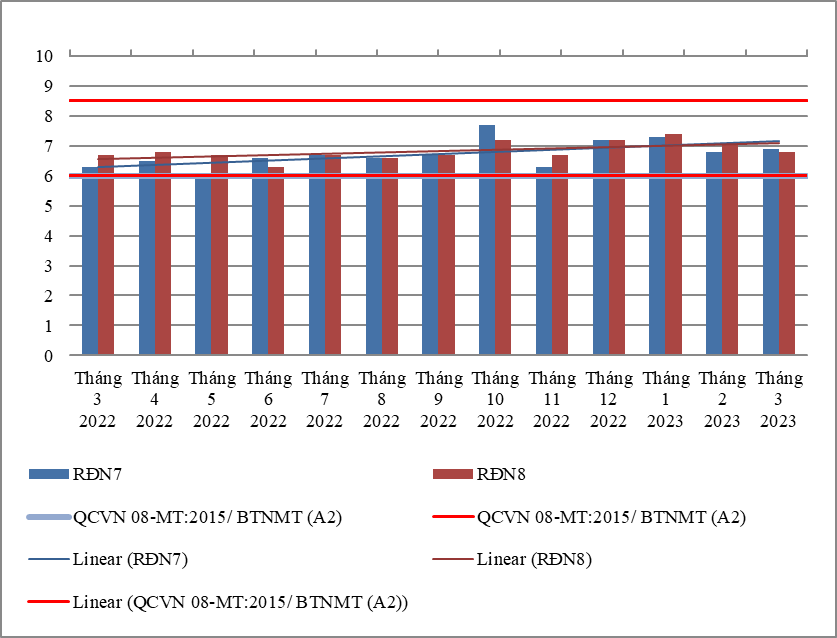 10
9
8
7
6
5
4
3
2
1
0
Tháng 3 2022
Tháng 4 2022
Tháng 5 2022
Tháng 6 2022
Tháng 7 2022
Tháng 8 2022
Tháng 9 2022
Tháng 10 2022
Tháng 11 2022
Tháng 12 2022
Tháng 1 2023
Tháng 2 2023
Tháng 3 2023
RĐN7
RĐN8
QCVN 08-MT:2015/ BTNMT (A2)
QCVN 08-MT:2015/ BTNMT (A2)
Linear (RĐN7)
Linear (RĐN8)
Linear (QCVN 08-MT:2015/ BTNMT (A2))